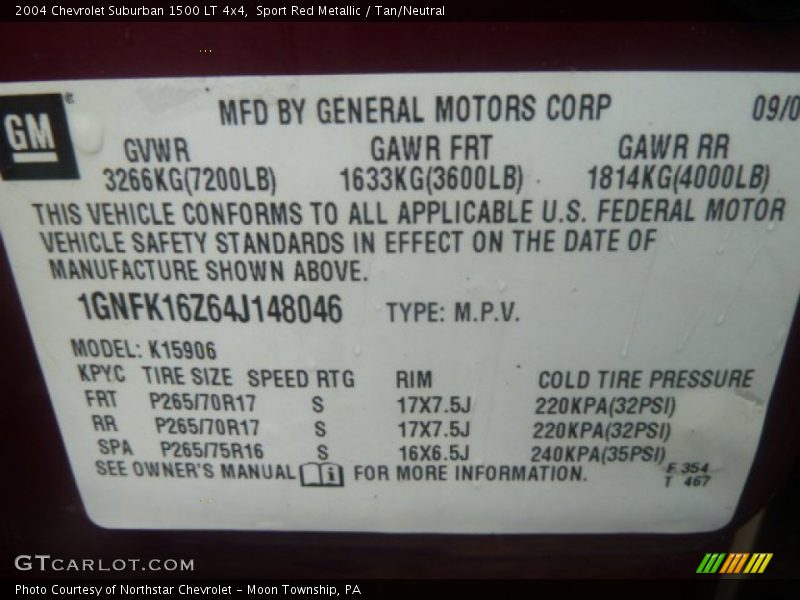 2004 Chevrolet Suburban 1500 LT 4x4, Sport Red Metallic / Tan/Neutral
GM
®
MFD BY GENERAL MOTORS CORP 09/0
GVWR GAWR FRT GAWR RR
3266KG(7200LB) 1633KG(3600LB) 1814KG(4000LB)
THIS VEHICLE CONFORMS TO ALL APPLICABLE U.S. FEDERAL MOTOR
VEHICLE SAFETY STANDARDS IN EFFECT ON THE DATE OF
MANUFACTURE SHOWN ABOVE.
1GNFK16Z64J148046 TYPE: M.P.V.
MODEL: K15906
KPYC TIRE SIZE SPEED RTG RIM COLD TIRE PRESSURE
FRT P265/70R17 S 17X7.5J 220KPA(32PSI)
RR P265/70R17 S 17X7.5J 220KPA(32PSI)
SPA P265/75R16 S 16X6.5J 240KPA(35PSI)
SEE OWNER'S MANUAL i FOR MORE INFORMATION.
F 354
T 467
GTCARLOT.COM
Photo Courtesy of Northstar Chevrolet - Moon Township, PA